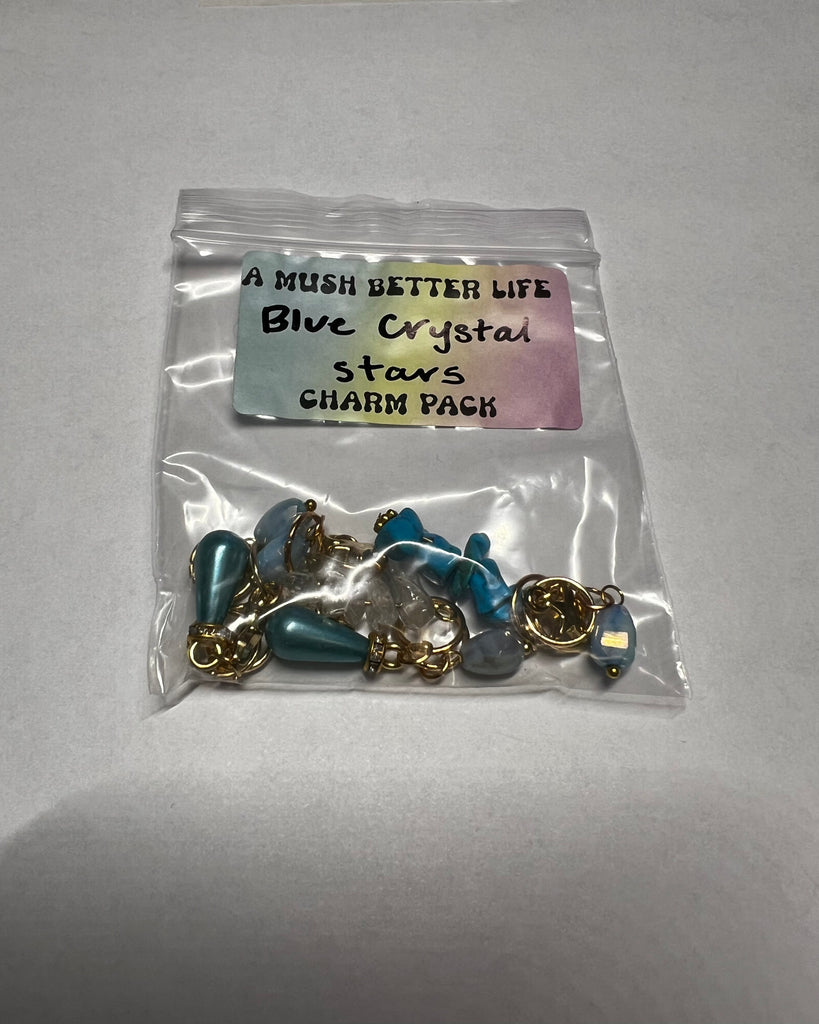 A MUSH BETTER LIFE
Blue Crystal
stars
CHARM PACK